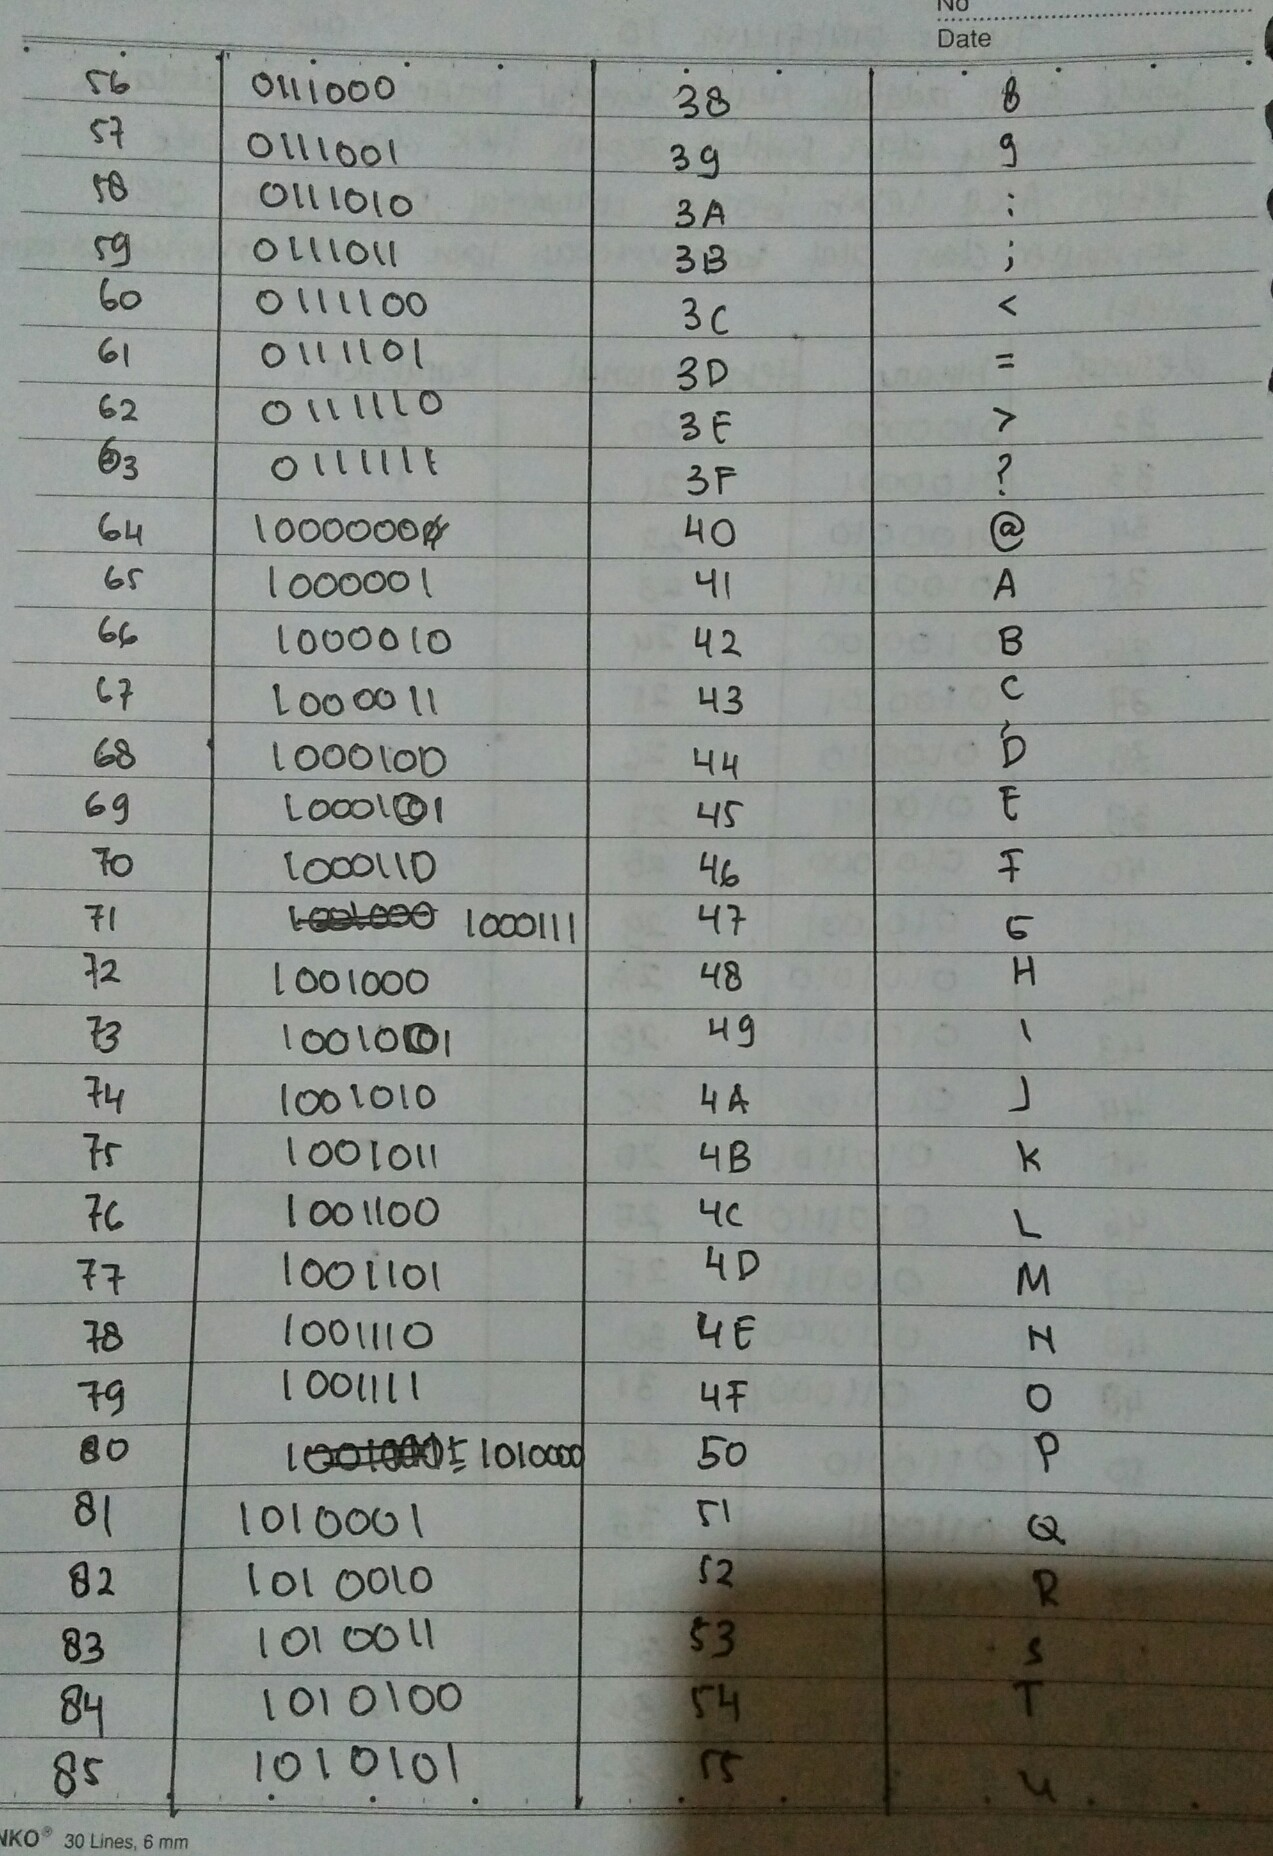 No
Date
56 0111000 38 8
57 0111001 39 9
58 0111010 3A :
59 0111011 3B ;
60 0111100 3C <
61 0111101 3D =
62 0111110 3E >
63 0111111 3F ?
64 1000000 40 @
65 1000001 41 A
66 1000010 42 B
67 1000011 43 C
68 1000100 44 D
69 1000101 45 E
70 1000110 46 F
71 1001000 1000111 47 G
72 1001000 48 H
73 1001001 49 I
74 1001010 4A J
75 1001011 4B K
76 1001100 4C L
77 1001101 4D M
78 1001110 4E N
79 1001111 4F O
80 1010000 50 P
81 1010001 51 Q
82 1010010 52 R
83 1010011 53 S
84 1010100 54 T
85 1010101 55 U
NKO® 30 Lines, 6 mm